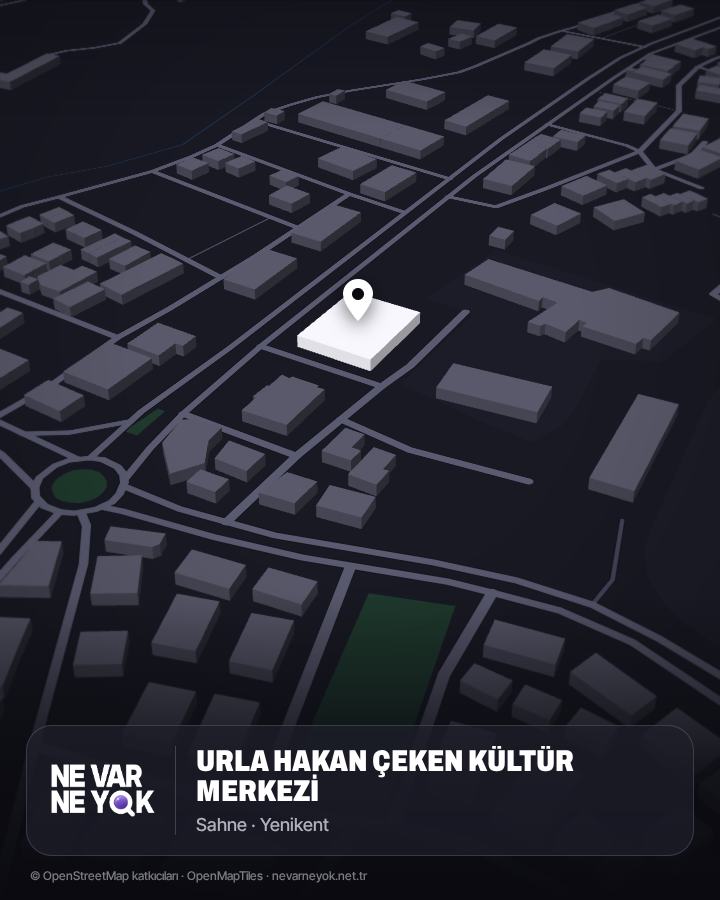 NE VAR
NE YOK
URLA HAKAN ÇEKEN KÜLTÜR
MERKEZİ
Sahne · Yenikent
© OpenStreetMap katkıcıları · OpenMapTiles · nevarneyok.net.tr